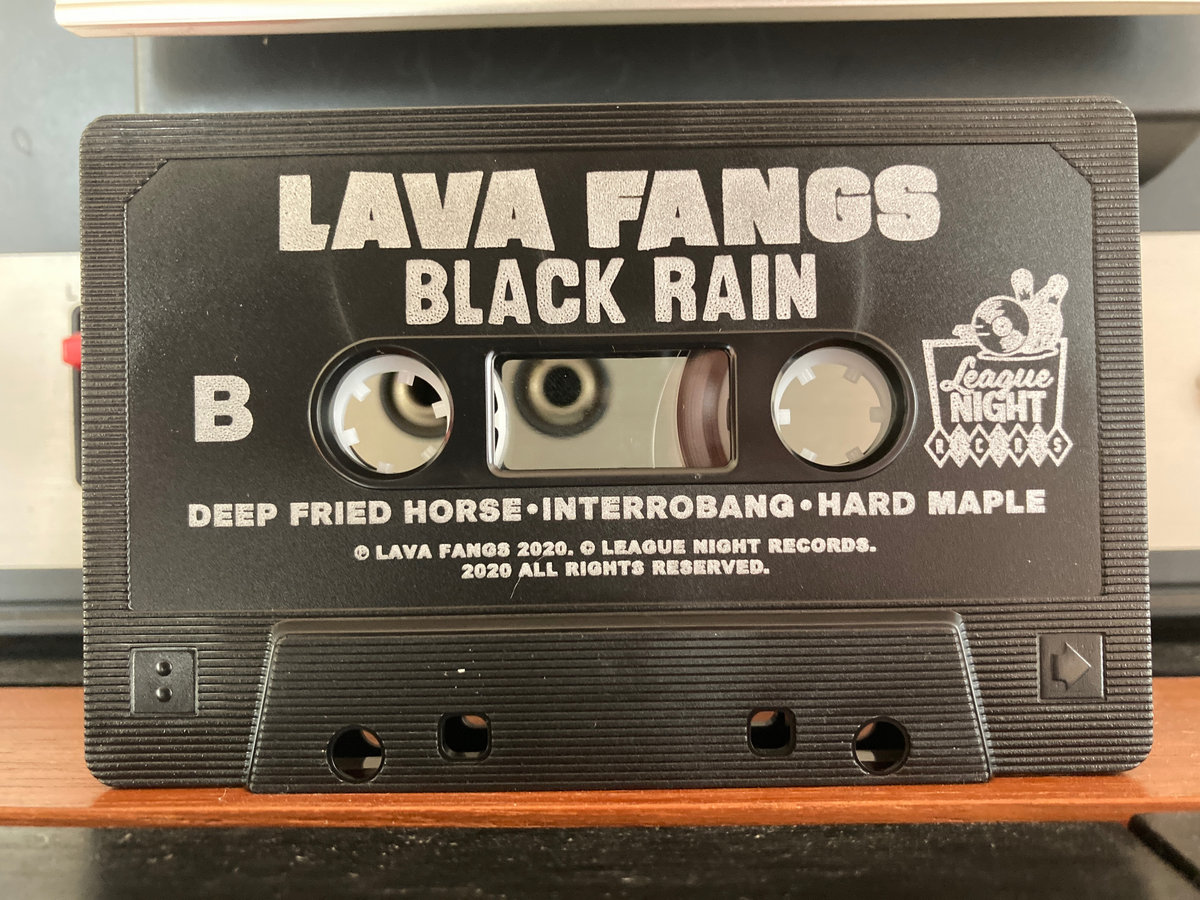 LAVA FANGS
BLACK RAIN
B
League
NIGHT
RCRS
DEEP FRIED HORSE•INTERROBANG•HARD MAPLE
℗ LAVA FANGS 2020. © LEAGUE NIGHT RECORDS.
2020 ALL RIGHTS RESERVED.